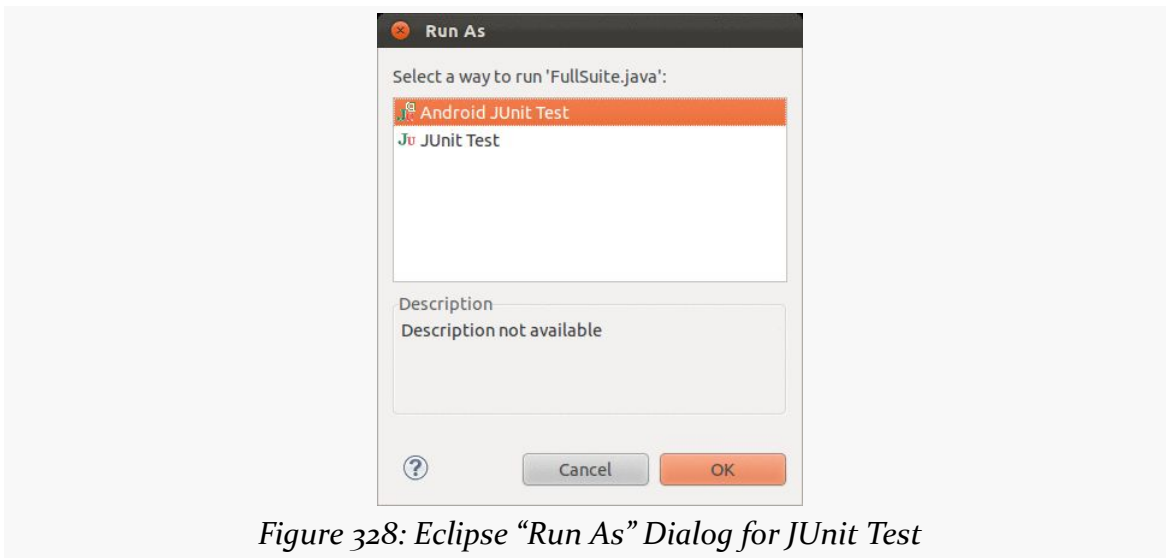 Run As
Select a way to run 'FullSuite.java':
Android JUnit Test
Ju JUnit Test
Description
Description not available
?
Cancel
OK
Figure 328: Eclipse “Run As” Dialog for JUnit Test